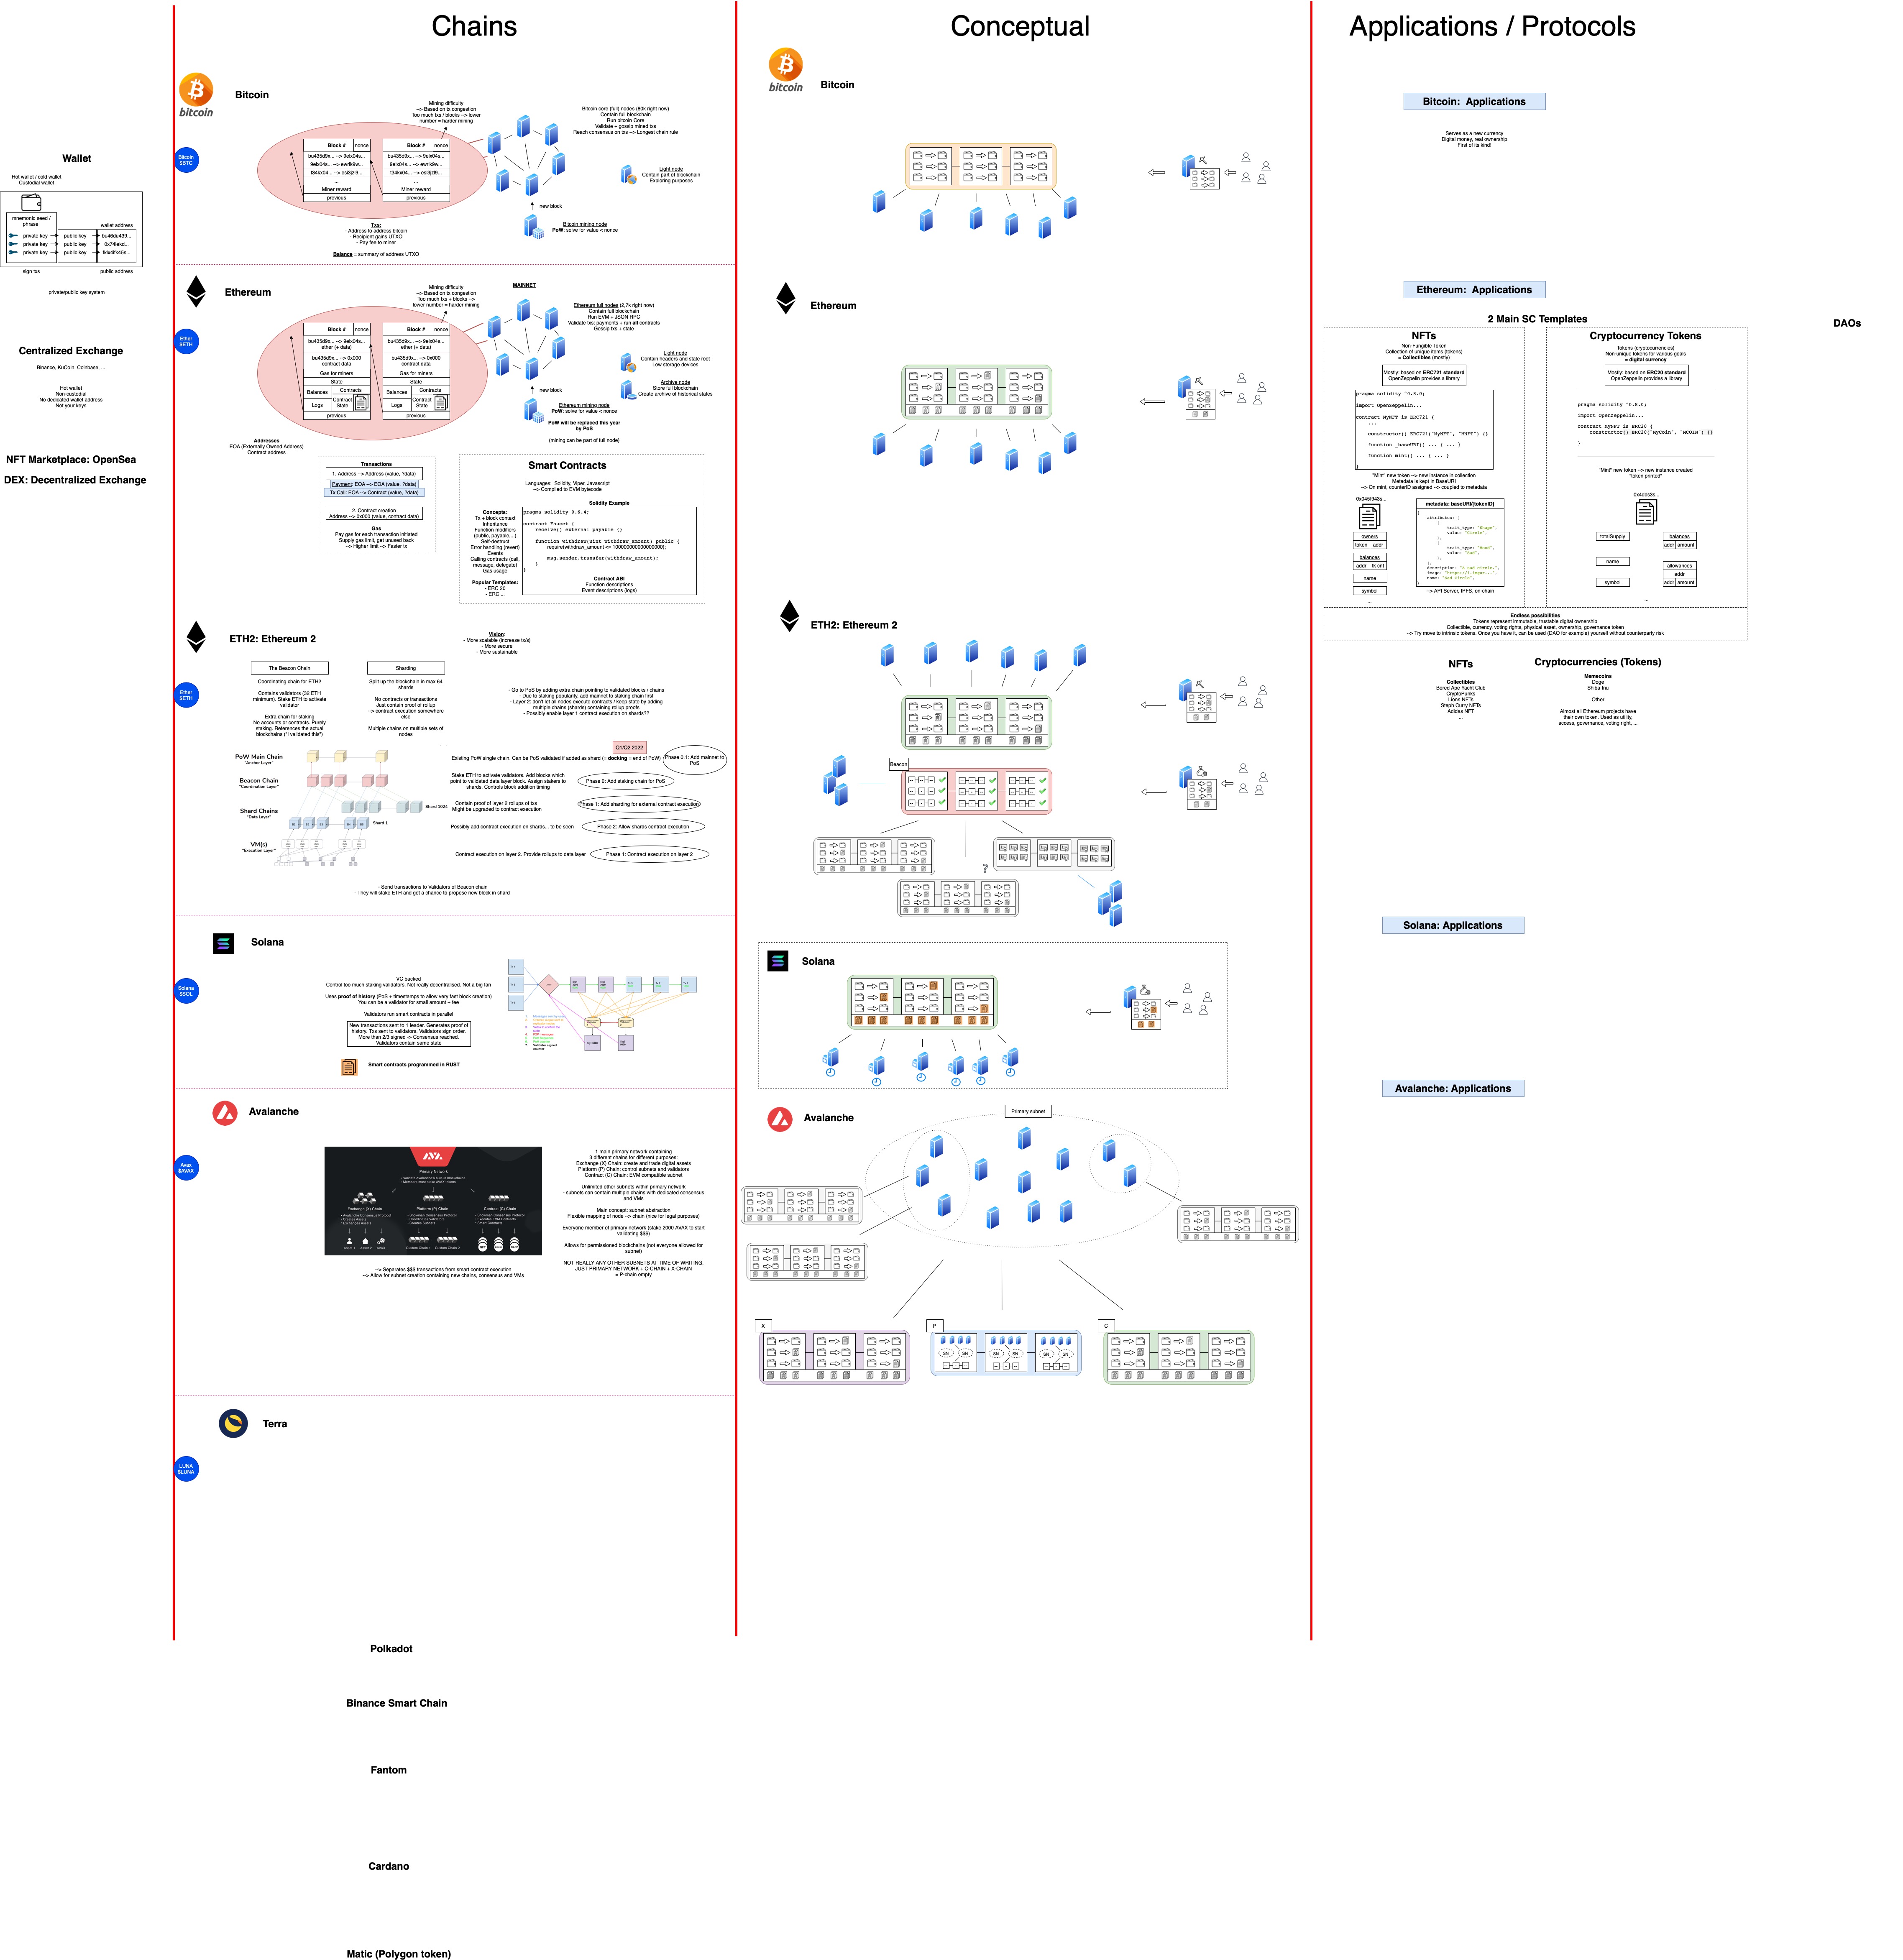 Chains
Conceptual
Applications / Protocols
Wallet
Hot wallet / cold wallet
Custodial wallet
mnemonic seed /
phrase
wallet address
private key
public key
bu46du439...
private key
public key
0x74lekd...
private key
public key
sign txs
public address
private/public key system
Centralized Exchange
Binance, KuCoin, Coinbase, ...
Hot wallet
Non-custodial
No dedicated wallet address
Not your keys
NFT Marketplace: OpenSea
DEX: Decentralized Exchange
bitcoin
Bitcoin
Bitcoin
$BTC
Mining difficulty
--> Based on tx congestion
Too much txs / blocks --> lower
number = harder mining
Block #
nonce
bu435d9x... --> 9elx04s...
9elx04s... --> ewrlk9w...
t34kx04... --> esl3jzl9...
...
Miner reward
previous
Block #
nonce
bu435d9x... --> 9elx04s...
9elx04s... --> ewrlk9w...
t34kx04... --> esl3jzl9...
...
Miner reward
previous
Txs:
- Address to address bitcoin
- Recipient gains UTXO
- Pay fee to miner
Balance = summary of address UTXO
Bitcoin core (full) nodes (80k right now)
Contain full blockchain
Run bitcoin Core
Validate + gossip mined txs
Reach consensus on txs --> Longest chain rule
Light node
Contain part of blockchain
Exploring purposes
new block
Bitcoin mining node
PoW: solve for value < nonce
Ethereum
Ether
$ETH
Mining difficulty
--> Based on tx congestion
Too much txs + blocks -->
lower number = harder mining
MAINNET
Block #
nonce
bu435d9x... --> 9elx04s...
ether (+ data)
bu435d9x... --> 0x000
contract data
Gas for miners
State
Balances
Contracts
Logs
Contract
State
previous
Block #
nonce
bu435d9x... --> 9elx04s...
ether (+ data)
bu435d9x... --> 0x000
contract data
Gas for miners
State
Balances
Contracts
Logs
Contract
State
previous
Ethereum full nodes (2,7k right now)
Contain full blockchain
Run EVM + JSON RPC
Validate txs: payments + run all contracts
Gossip txs + state
Light node
Contain headers and state root
Low storage devices
Archive node
Store full blockchain
Create archive of historical states
new block
Ethereum mining node
PoW: solve for value < nonce
PoW will be replaced this year
by PoS
(mining can be part of full node)
Addresses
EOA (Externally Owned Address)
Contract address
Transactions
1. Address --> Address (value, ?data)
Payment: EOA --> EOA (value, ?data)
Tx Call: EOA --> Contract (value, ?data)
2. Contract creation
Address --> 0x000 (value, contract data)
Gas
Pay gas for each transaction initiated
Supply gas limit, get unused back
--> Higher limit --> Faster tx
Smart Contracts
Languages: Solidity, Viper, Javascript
--> Compiled to EVM bytecode
Solidity Example
Concepts:
Tx + block context
Inheritance
Function modifiers
(public, payable,...)
Self-destruct
Error handling (revert)
Events
Calling contracts (call,
message, delegate)
Gas usage
Popular Templates:
- ERC 20
- ERC ...
pragma solidity 0.6.4;
contract Faucet {
receive() external payable {}
function withdraw(uint withdraw_amount) public {
require(withdraw_amount <= 100000000000000000);
msg.sender.transfer(withdraw_amount);
}
}
Contract ABI
Function descriptions
Event descriptions (logs)
ETH2: Ethereum 2
Ether
$ETH
Vision:
- More scalable (increase tx/s)
- More secure
- More sustainable
The Beacon Chain
Coordinating chain for ETH2
Contains validators (32 ETH
minimum). Stake ETH to activate
validator
Extra chain for staking
No accounts or contracts. Purely
staking. References the actual
blockchains ("I validated this")
Sharding
Split up the blockchain in max 64
shards
No contracts or transactions
Just contain proof of rollup
--> contract execution somewhere
else
Multiple chains on multiple sets of
nodes
- Go to PoS by adding extra chain pointing to validated blocks / chains
- Due to staking popularity, add mainnet to staking chain first
- Layer 2: don't let all nodes execute contracts / keep state by adding
multiple chains (shards) containing rollup proofs
- Possibly enable layer 1 contract execution on shards??
PoW Main Chain
"Anchor Layer"
Beacon Chain
"Coordination Layer"
Shard Chains
"Data Layer"
Shard 1024
Shard 1
VM(s)
"Execution Layer"
Q1/Q2 2022
Existing PoW single chain. Can be PoS validated if added as shard (= docking = end of PoW)
Phase 0.1: Add mainnet to
PoS
Stake ETH to activate validators. Add blocks which
point to validated data layer block. Assign stakers to
shards. Controls block addition timing
Phase 0: Add staking chain for PoS
Contain proof of layer 2 rollups of txs
Might be upgraded to contract execution
Phase 1: Add sharding for external contract execution
Possibly add contract execution on shards... to be seen
Phase 2: Allow shards contract execution
Contract execution on layer 2. Provide rollups to data layer
Phase 1: Contract execution on layer 2
- Send transactions to Validators of Beacon chain
- They will stake ETH and get a chance to propose new block in shard
Solana
Solana
$SOL
VC backed
Control too much staking validators. Not really decentralised. Not a big fan
Uses proof of history (PoS + timestamps to allow very fast block creation)
You can be a validator for small amount + fee
Validators run smart contracts in parallel
New transactions sent to 1 leader. Generates proof of
history. Txs sent to validators. Validators sign order.
More than 2/3 signed -> Consensus reached.
Validators contain same state
Smart contracts programmed in RUST
Avalanche
Avax
$AVAX
Primary Network
• Validate Avalanche's built-in blockchains
• Members must stake AVAX tokens
Exchange (X) Chain
• Avalanche Consensus Protocol
• Creates Assets
• Exchanges Assets
Platform (P) Chain
• Snowman Consensus Protocol
• Coordinates Validators
• Creates Subnets
Contract (C) Chain
• Snowman Consensus Protocol
• Executes EVM Contracts
• Smart Contracts
Asset 1
Asset 2
AVAX
Custom Chain 1
Custom Chain 2
--> Separates $$$ transactions from smart contract execution
--> Allow for subnet creation containing new chains, consensus and VMs
1 main primary network containing
3 different chains for different purposes:
Exchange (X) Chain: create and trade digital assets
Platform (P) Chain: control subnets and validators
Contract (C) Chain: EVM compatible subnet
Unlimited other subnets within primary network
- subnets can contain multiple chains with dedicated consensus
and VMs
Main concept: subnet abstraction
Flexible mapping of node --> chain (nice for legal purposes)
Everyone member of primary network (stake 2000 AVAX to start
validating $$$)
Allows for permissioned blockchains (not everyone allowed for
subnet)
NOT REALLY ANY OTHER SUBNETS AT TIME OF WRITING,
JUST PRIMARY NETWORK + C-CHAIN + X-CHAIN
= P-chain empty
Terra
LUNA
$LUNA
Polkadot
Binance Smart Chain
Fantom
Cardano
Matic (Polygon token)
bitcoin
Bitcoin
Ethereum
ETH2: Ethereum 2
Beacon
?
Solana
Avalanche
Primary subnet
X
P
SN
SN
SN
SN
SN
SN
C
Bitcoin: Applications
Serves as a new currency
Digital money, real ownership
First of its kind!
Ethereum: Applications
2 Main SC Templates
NFTs
Non-Fungible Token
Collection of unique items (tokens)
= Collectibles (mostly)
Mostly: based on ERC721 standard
OpenZeppelin provides a library
pragma solidity ^0.8.0;
import OpenZeppelin...
contract MyNFT is ERC721 {
...
constructor() ERC721("MyNFT", "MNFT") {}
function _baseURI() ... { ... }
function mint() ... { ... }
}
"Mint" new token --> new instance in collection
Metadata is kept in BaseURI
--> On mint, counterID assigned --> coupled to metadata
0x045f943s...
owners
token
addr
balances
addr
tk cnt
name
symbol
...
metadata: baseURI/[tokenID]
{
attributes: [
{
trait_type: "Shape",
value: "Circle",
},
{
trait_type: "Mood",
value: "Sad",
},
],
description: "A sad circle.",
image: "https://i.imgur...",
name: "Sad Circle",
}
--> API Server, IPFS, on-chain
Cryptocurrency Tokens
Tokens (cryptocurrencies)
Non-unique tokens for various goals
= digital currency
Mostly: based on ERC20 standard
OpenZeppelin provides a library
pragma solidity ^0.8.0;
import OpenZeppelin...
contract MyNFT is ERC20 {
constructor() ERC20("MyCoin", "MCOIN") {}
}
"Mint" new token --> new instance created
"token printed"
0x4dds3s...
totalSupply
name
symbol
balances
addr
amount
allowances
addr
addr
amount
...
Endless possibilities
Tokens represent immutable, trustable digital ownership
Collectible, currency, voting rights, physical asset, ownership, governance token
--> Try move to intrinsic tokens. Once you have it, can be used (DAO for example) yourself without counterparty risk
NFTs
Collectibles
Bored Ape Yacht Club
CryptoPunks
Lions NFTs
Steph Curry NFTs
Adidas NFT
...
Cryptocurrencies (Tokens)
Memecoins
Doge
Shiba Inu
Other
Almost all Ethereum projects have
their own token. Used as utility,
access, governance, voting right, ...
Solana: Applications
Avalanche: Applications
DAOs